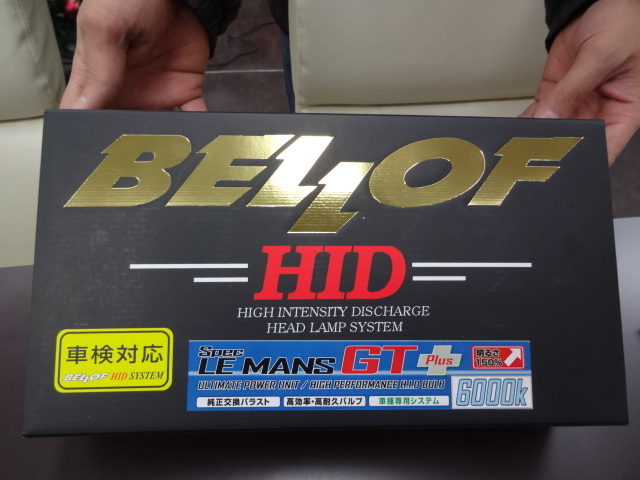 BELLOF
HID
HIGH INTENSITY DISCHARGE
HEAD LAMP SYSTEM
車検対応
BELLOF HID SYSTEM
Spec
LE MANS GT Plus
明るさ
150%
ULTIMATE POWER UNIT / HIGH PERFORMANCE H.I.D BULB
6000k
純正交換バラスト 高効率・高耐久バルブ 車種専用システム